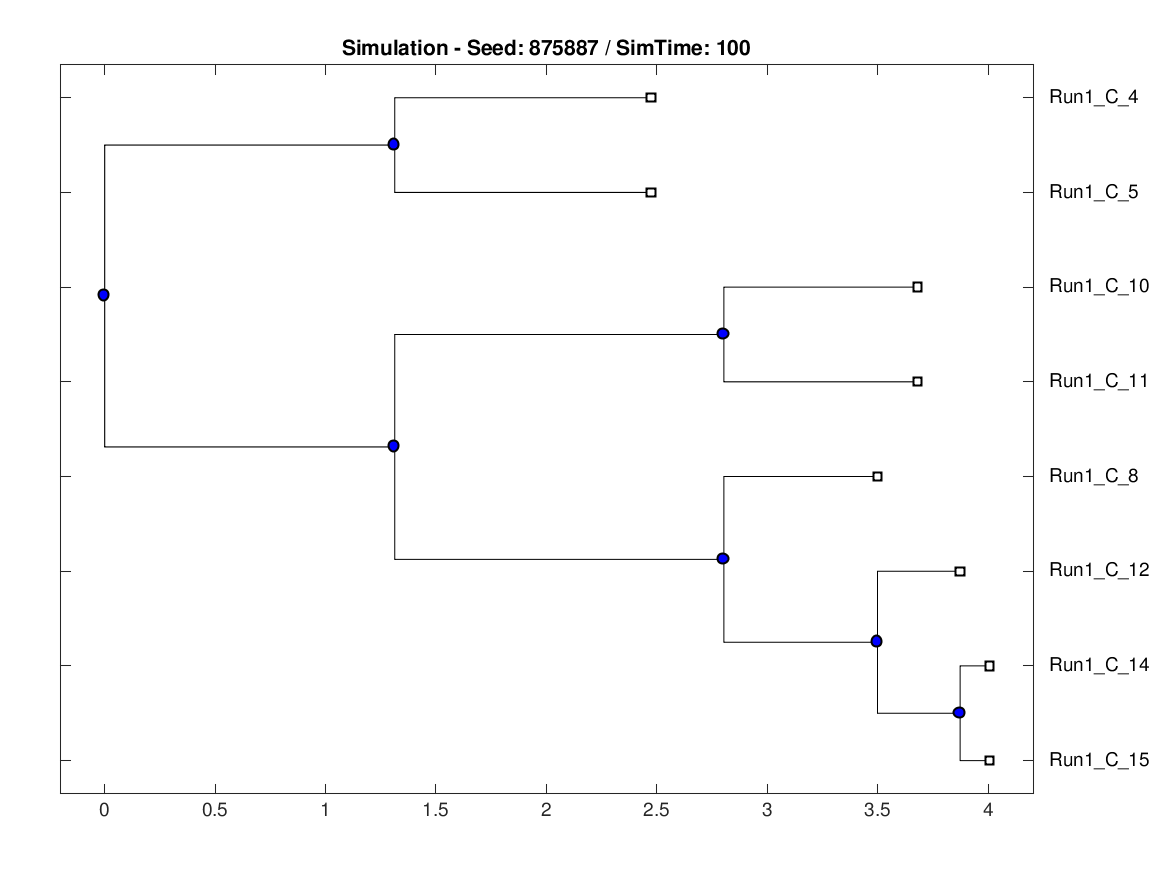 Simulation - Seed: 875887 / SimTime: 100
Run1_C_4
Run1_C_5
Run1_C_10
Run1_C_11
Run1_C_8
Run1_C_12
Run1_C_14
Run1_C_15
0 0.5 1 1.5 2 2.5 3 3.5 4